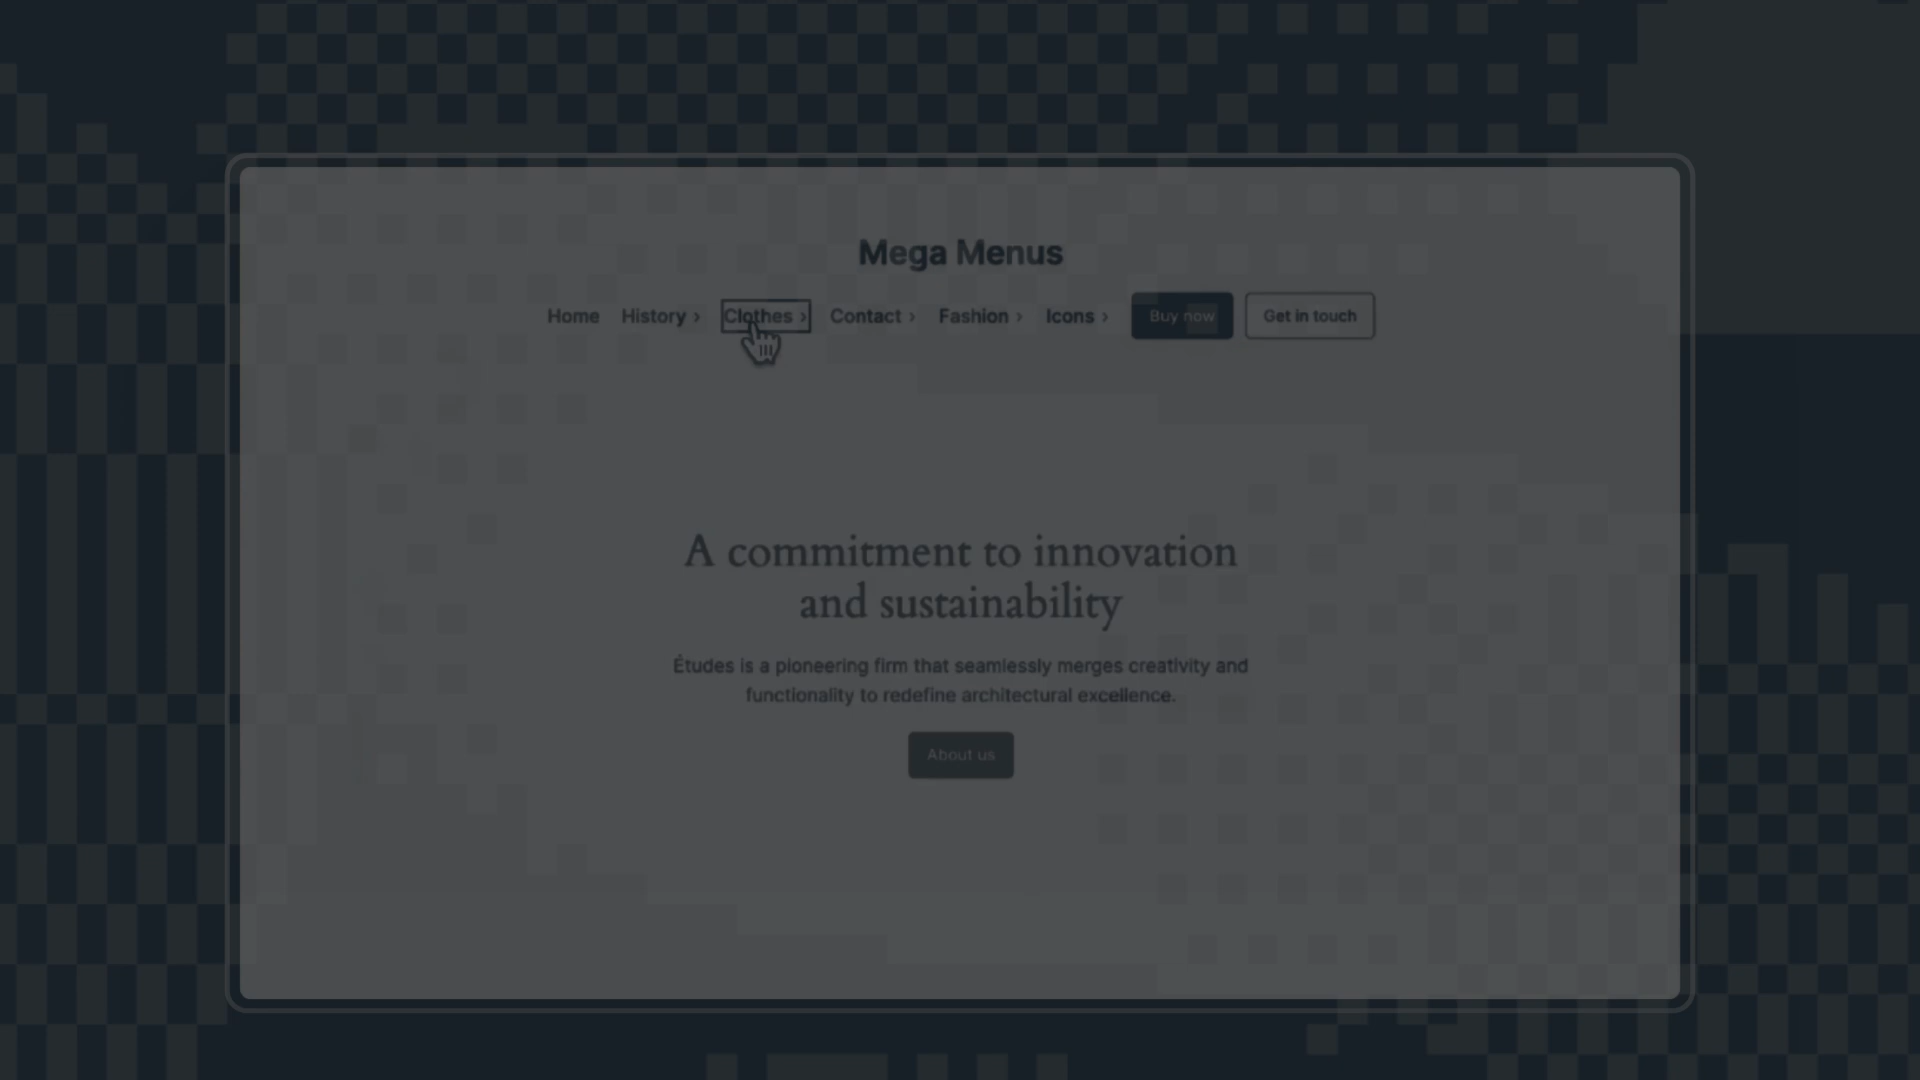 Mega Menus
Home History › Clothes › Contact › Fashion › Icons › Buy now Get in touch
A commitment to innovation
and sustainability
Études is a pioneering firm that seamlessly merges creativity and
functionality to redefine architectural excellence.
About us